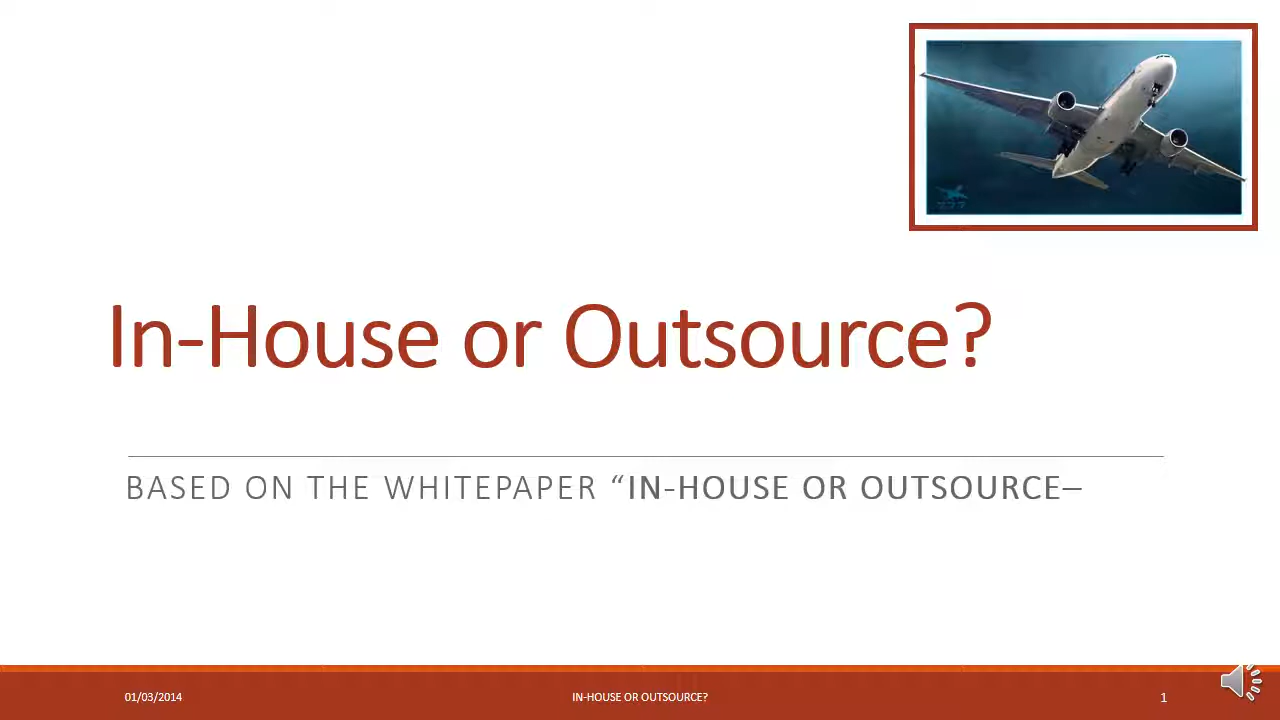 In-House or Outsource?
BASED ON THE WHITEPAPER “IN-HOUSE OR OUTSOURCE–
01/03/2014
IN-HOUSE OR OUTSOURCE?
1